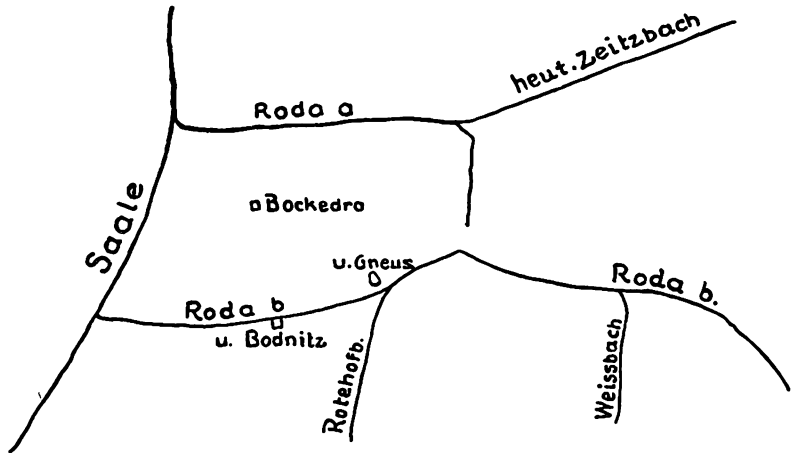 heut. Zeitzbach
Roda a
Saale
Bockedra
u. Gneus
Roda b
Roda b.
u. Bodnitz
Rotehofb.
Weissbach